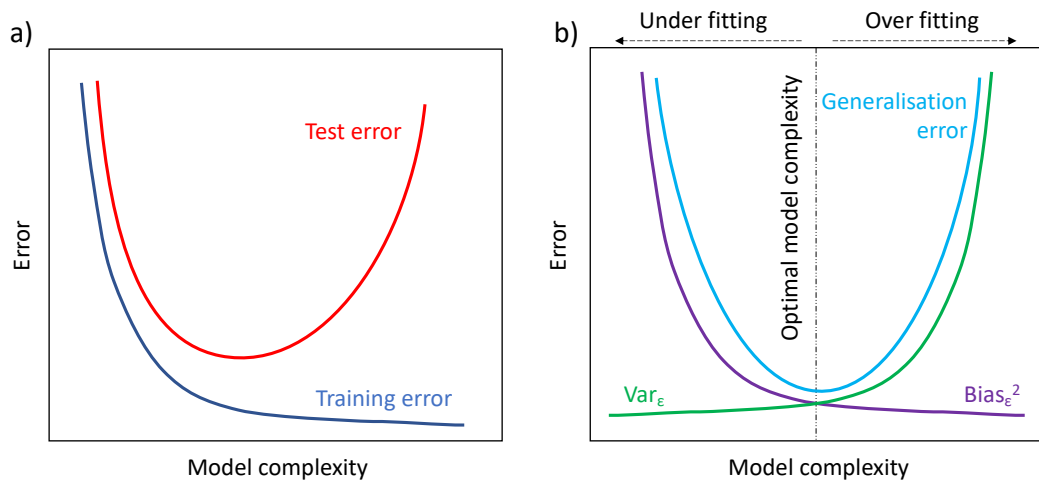 a)
Error
Test error
Training error
Model complexity
b)
Under fitting
Over fitting
Error
Optimal model complexity
Generalisation
error
Varε
Biasε²
Model complexity